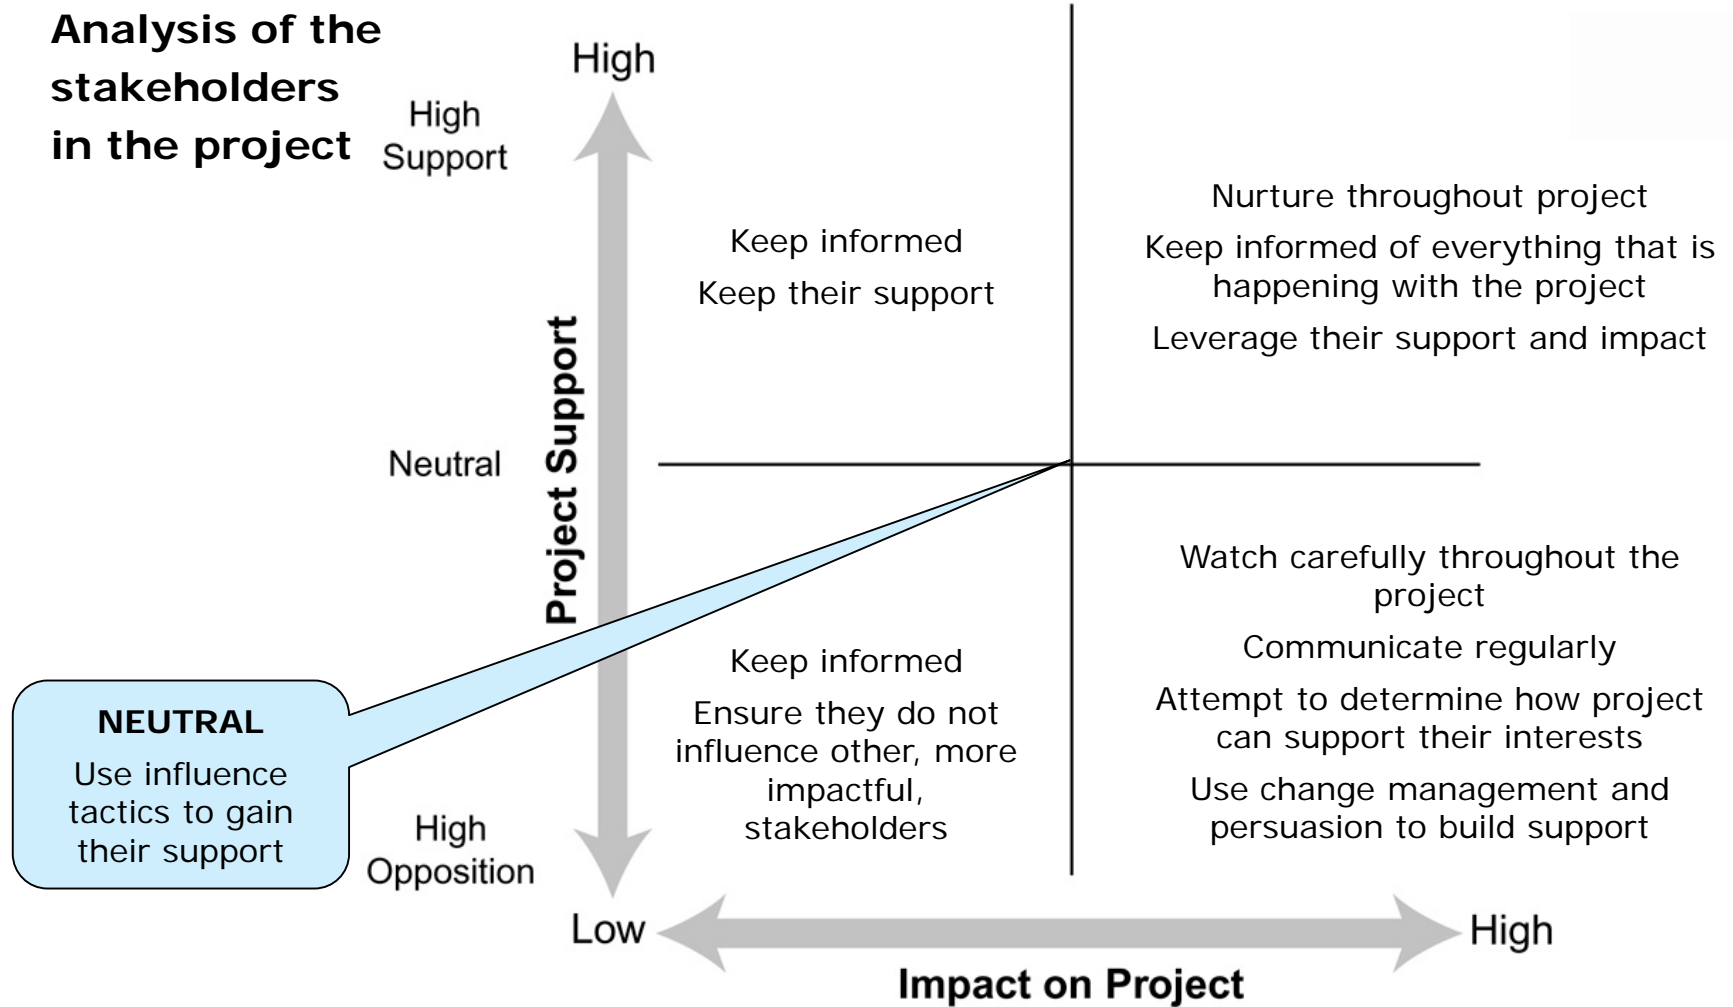 Analysis of the
stakeholders
in the project
High
High
Support
Keep informed
Keep their support
Nurture throughout project
Keep informed of everything that is
happening with the project
Leverage their support and impact
Neutral
Project Support
Keep informed
Ensure they do not
influence other, more
impactful,
stakeholders
Watch carefully throughout the
project
Communicate regularly
Attempt to determine how project
can support their interests
Use change management and
persuasion to build support
NEUTRAL
Use influence
tactics to gain
their support
High
Opposition
Low
High
Impact on Project